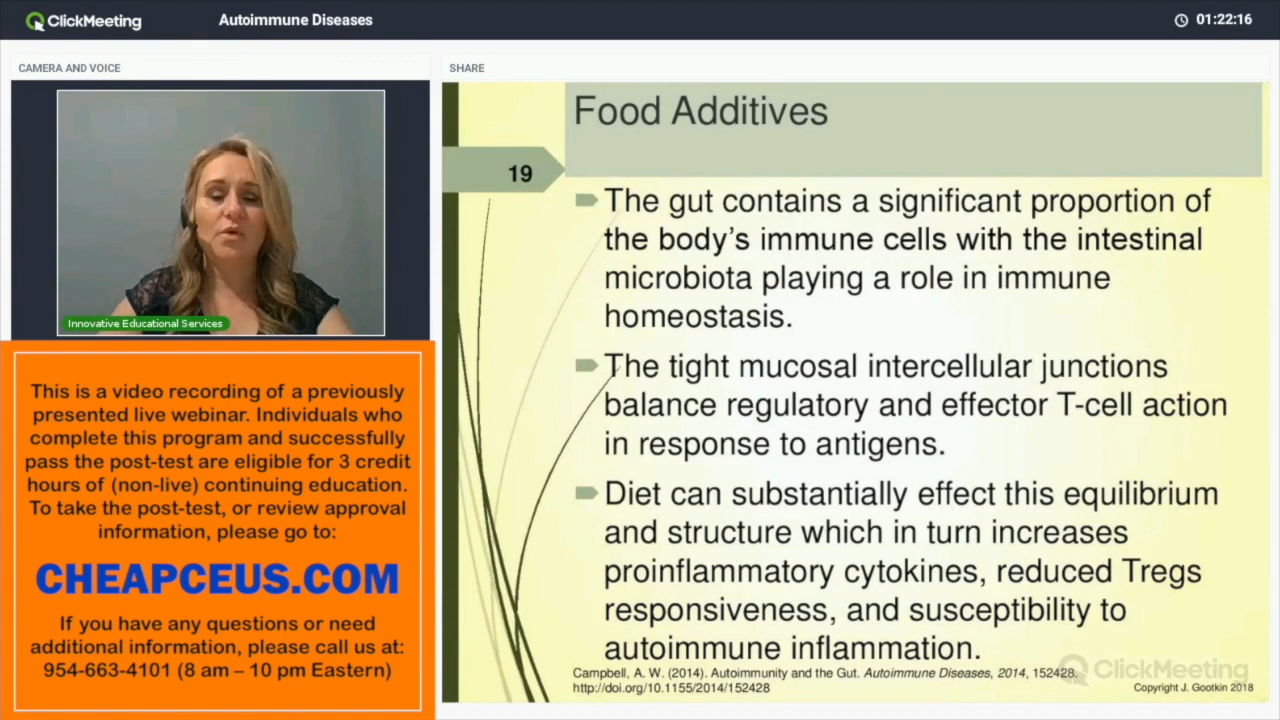 ClickMeeting
Autoimmune Diseases
01:22:16
CAMERA AND VOICE
Innovative Educational Services
This is a video recording of a previously
presented live webinar. Individuals who
complete this program and successfully
pass the post-test are eligible for 3 credit
hours of (non-live) continuing education.
To take the post-test, or review approval
information, please go to:
CHEAPCEUS.COM
If you have any questions or need
additional information, please call us at:
954-663-4101 (8 am – 10 pm Eastern)
SHARE
Food Additives
19
The gut contains a significant proportion of
the body's immune cells with the intestinal
microbiota playing a role in immune
homeostasis.
The tight mucosal intercellular junctions
balance regulatory and effector T-cell action
in response to antigens.
Diet can substantially effect this equilibrium
and structure which in turn increases
proinflammatory cytokines, reduced Tregs
responsiveness, and susceptibility to
autoimmune inflammation.
Campbell, A. W. (2014). Autoimmunity and the Gut. Autoimmune Diseases, 2014, 152428.
http://doi.org/10.1155/2014/152428
ClickMeeting
Copyright J. Gootkin 2018